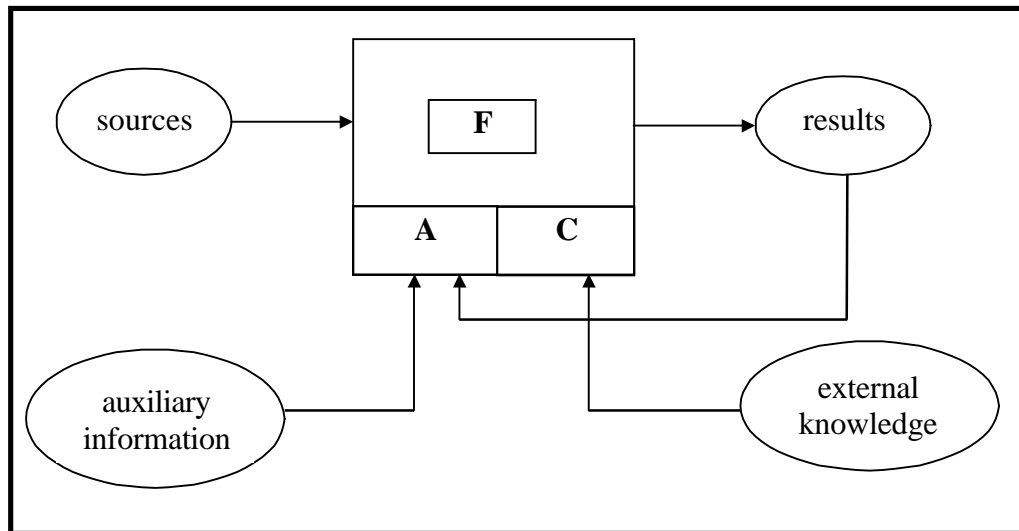 sources
F
results
A
C
auxiliary
information
external
knowledge